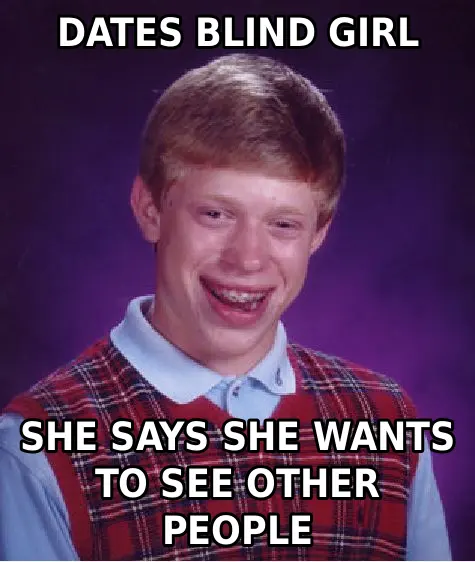 DATES BLIND GIRL
SHE SAYS SHE WANTS
TO SEE OTHER
PEOPLE